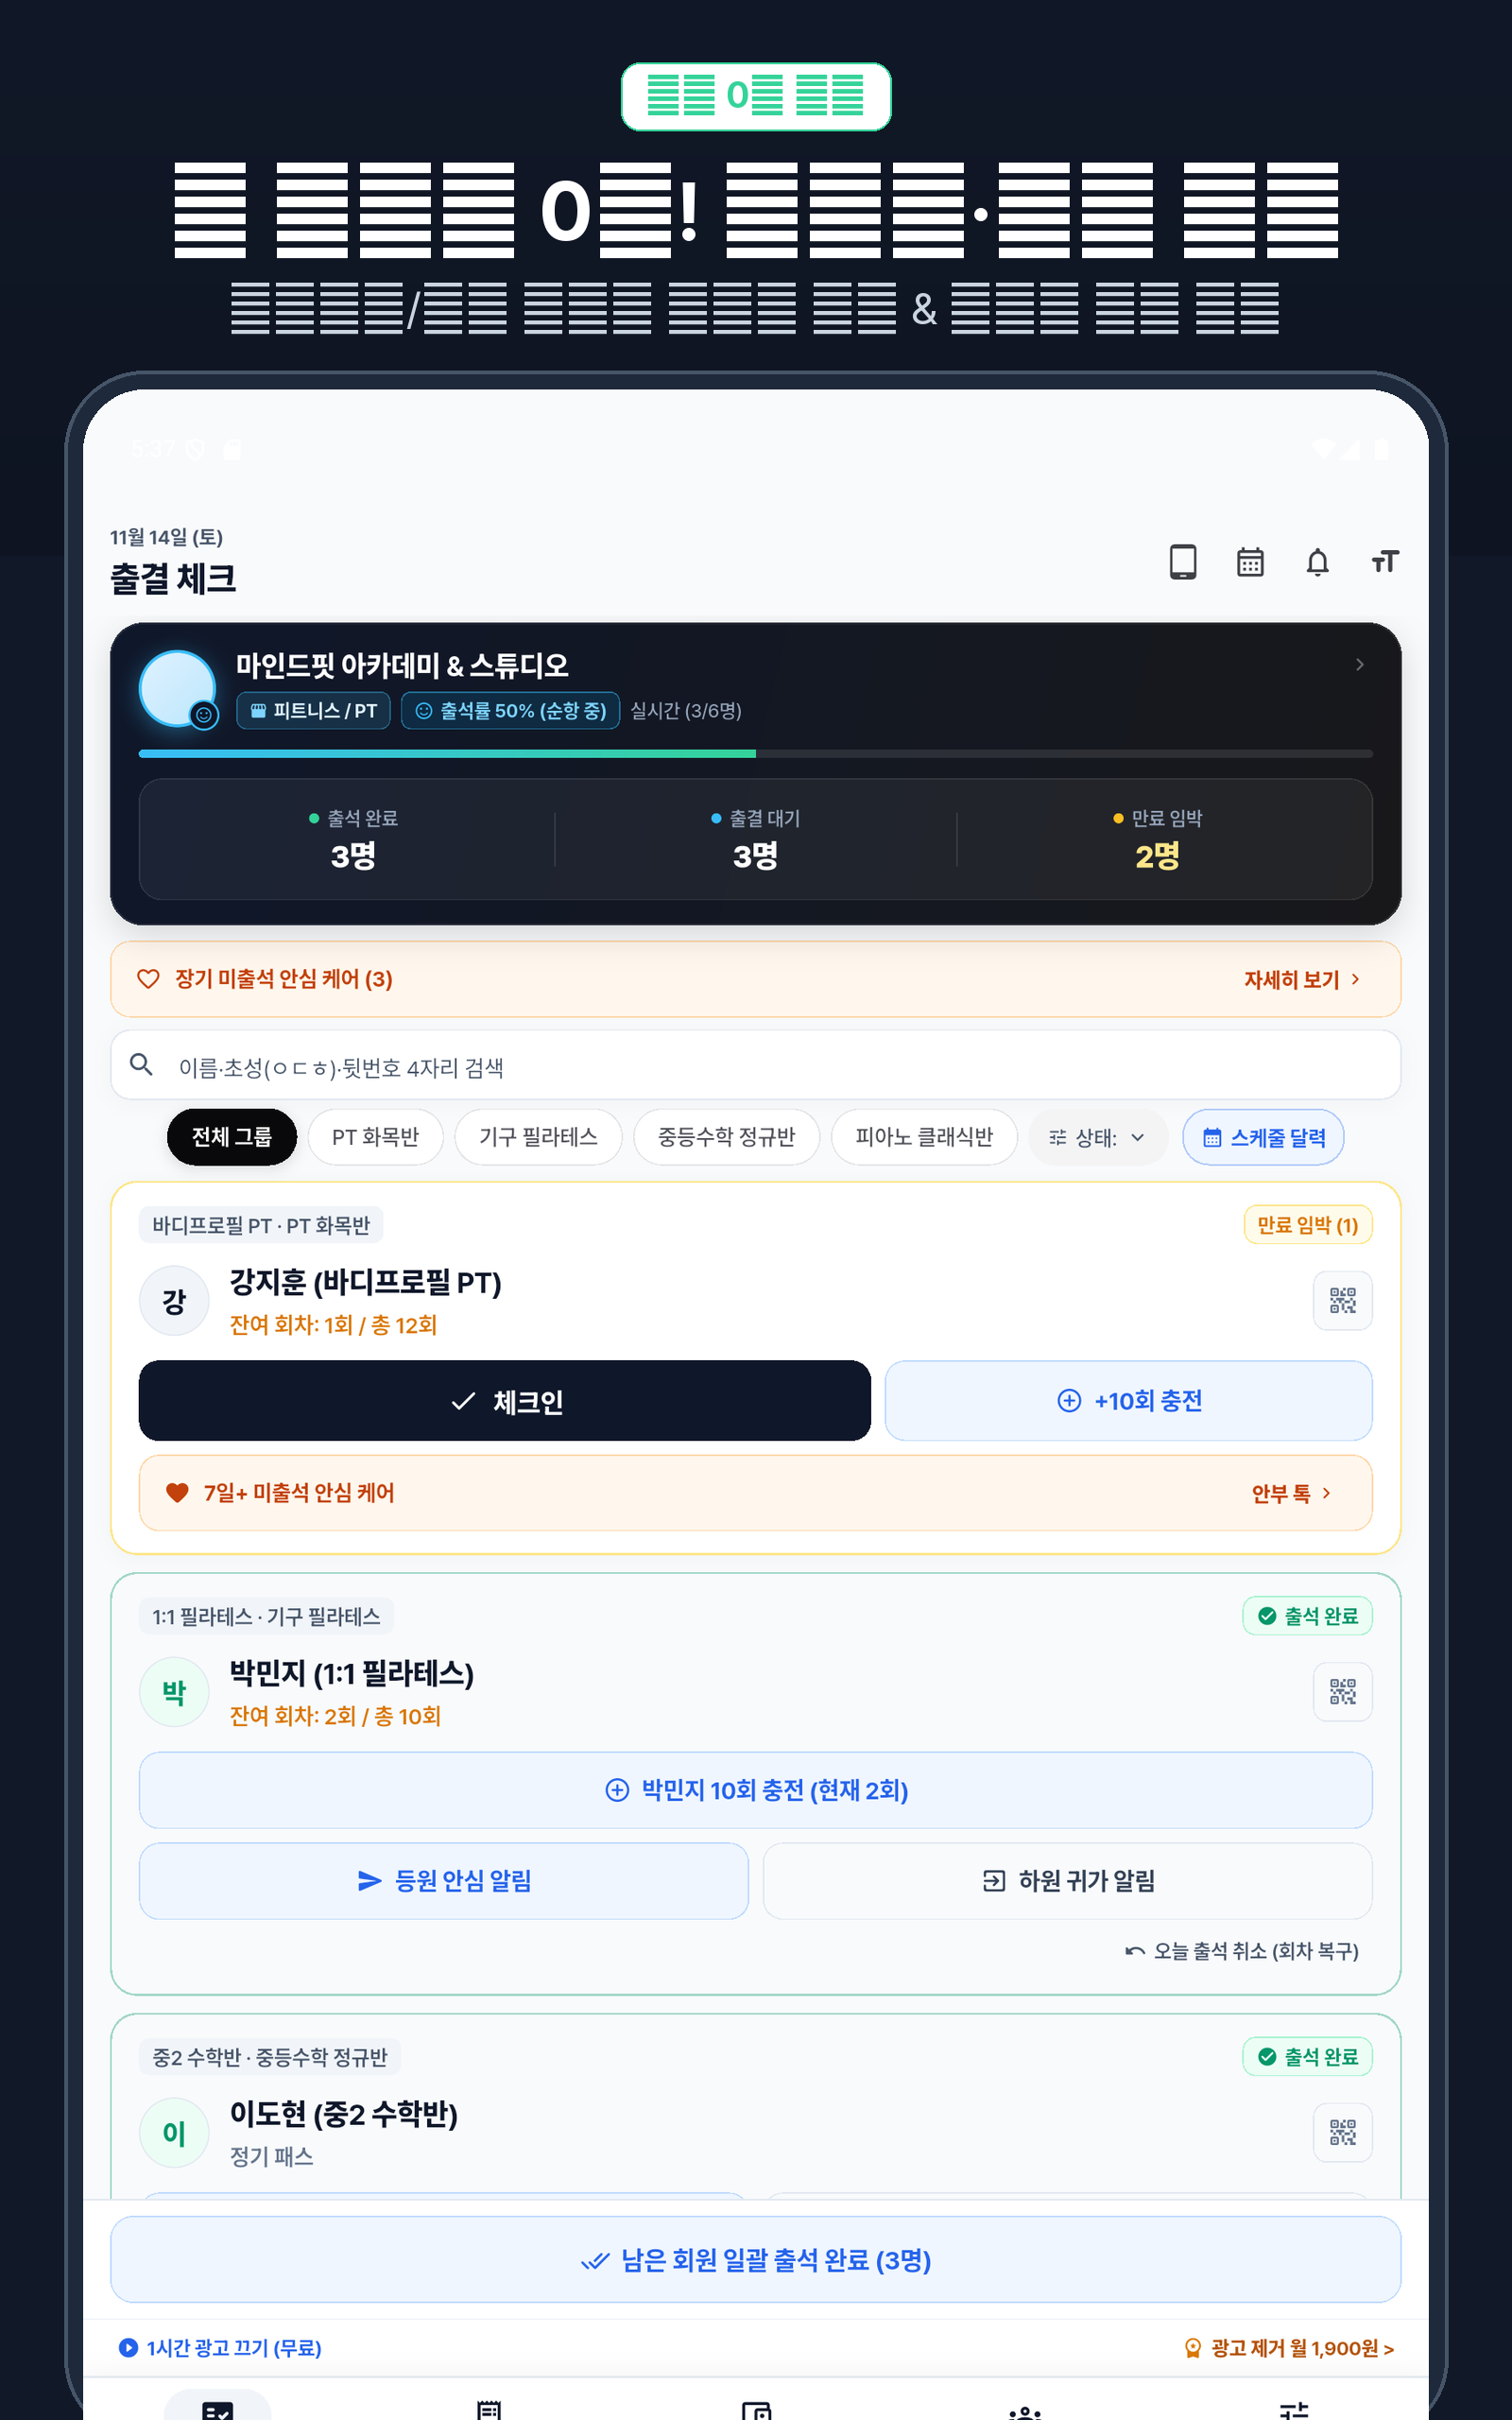 5:37
11월 14일 (토)
출결 체크
마인드핏 아카데미 & 스튜디오
피트니스 / PT
출석률 50% (순항 중)
실시간 (3/6명)
출석 완료
3명
출결 대기
3명
만료 임박
2명
장기 미출석 안심 케어 (3)
자세히 보기 >
이름·초성(ㅇㄷㅎ)·뒷번호 4자리 검색
전체 그룹
PT 화목반
기구 필라테스
중등수학 정규반
피아노 클래식반
상태:
스케줄 달력
바디프로필 PT · PT 화목반
만료 임박 (1)
강
강지훈 (바디프로필 PT)
잔여 회차: 1회 / 총 12회
체크인
+10회 충전
7일+ 미출석 안심 케어
안부 톡 >
1:1 필라테스 · 기구 필라테스
출석 완료
박
박민지 (1:1 필라테스)
잔여 회차: 2회 / 총 10회
박민지 10회 충전 (현재 2회)
등원 안심 알림
하원 귀가 알림
오늘 출석 취소 (회차 복구)
중2 수학반 · 중등수학 정규반
출석 완료
이
이도현 (중2 수학반)
정기 패스
남은 회원 일괄 출석 완료 (3명)
1시간 광고 끄기 (무료)
광고 제거 월 1,900원 >